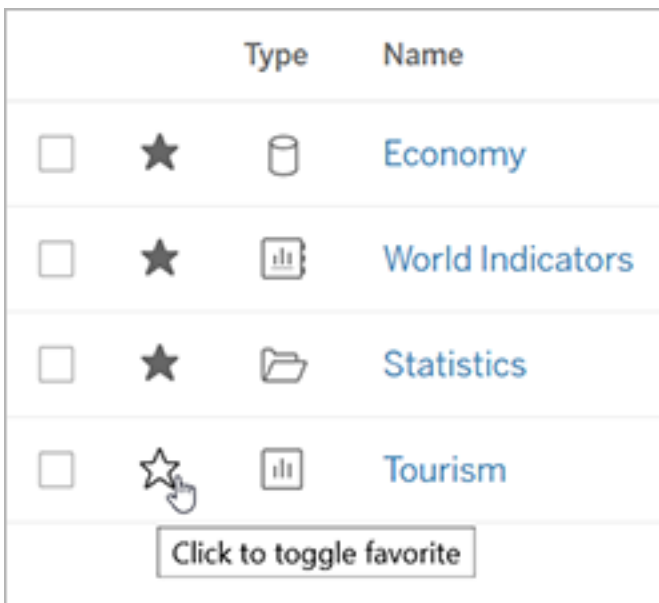 Type Name
Economy
World Indicators
Statistics
Tourism
Click to toggle favorite